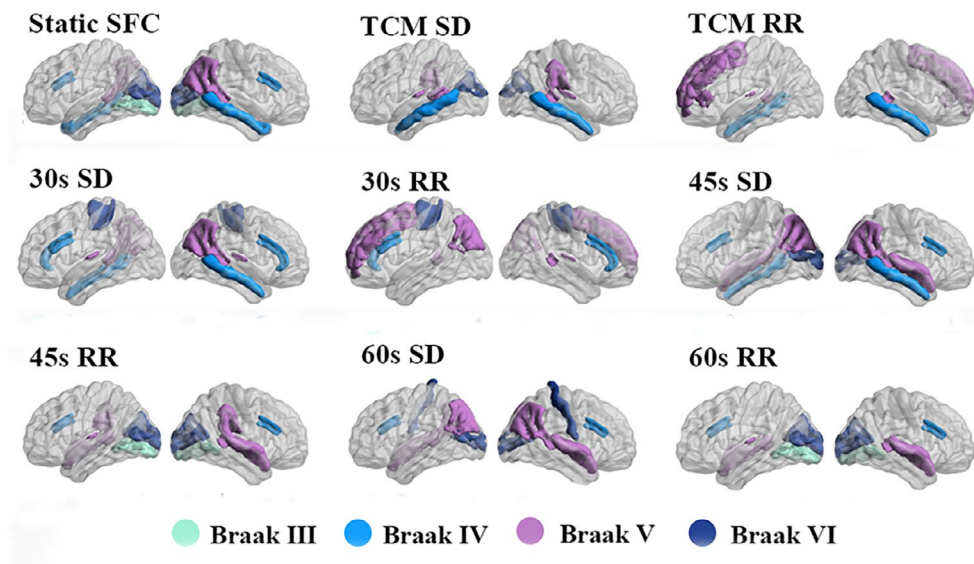 Static SFC
TCM SD
TCM RR
30s SD
30s RR
45s SD
45s RR
60s SD
60s RR
Braak III
Braak IV
Braak V
Braak VI